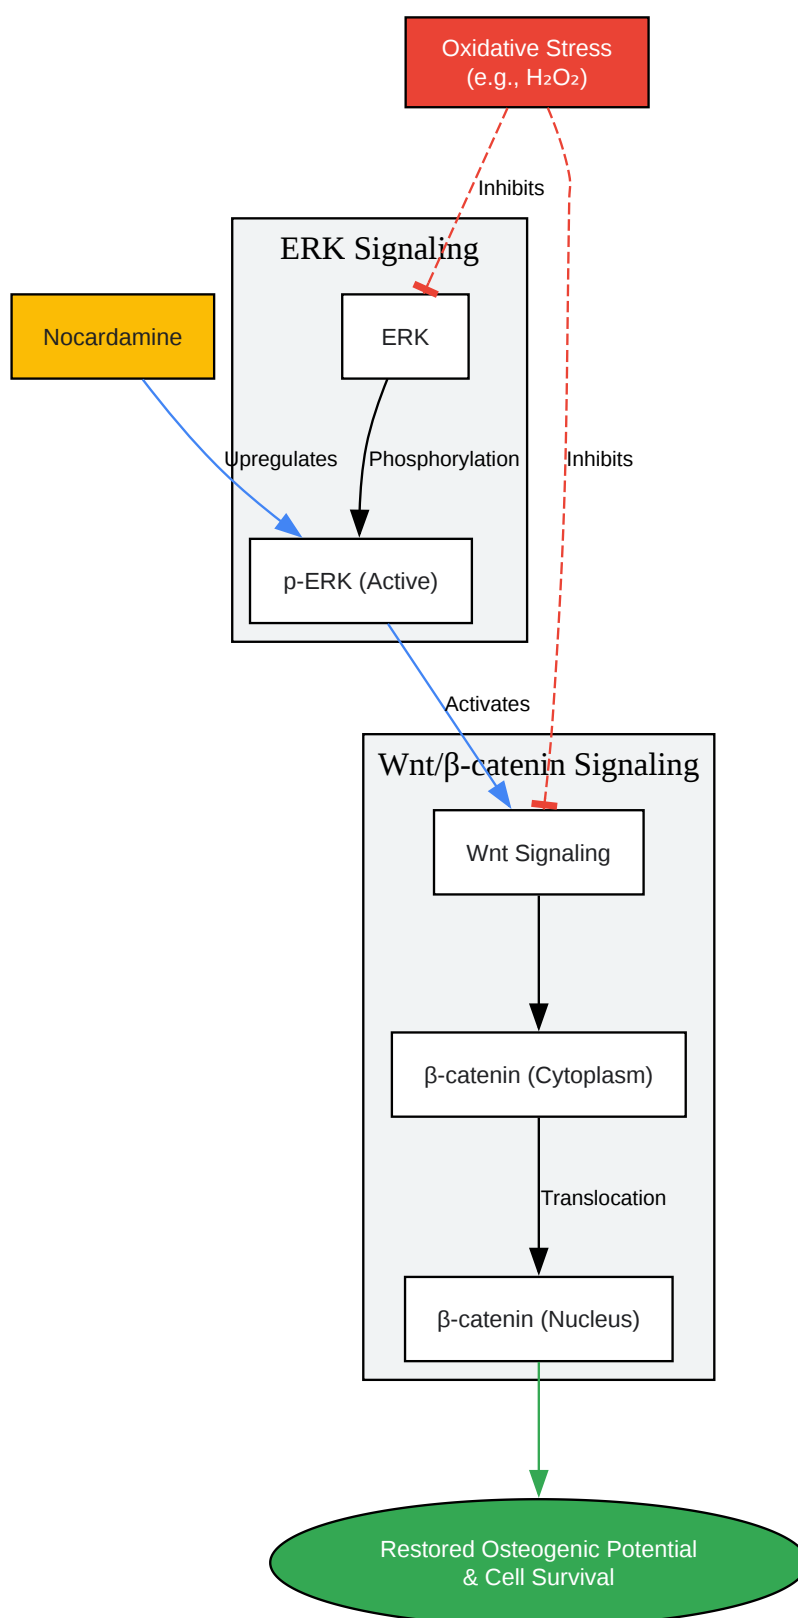 Oxidative Stress
(e.g., H₂O₂)
Inhibits
ERK Signaling
Nocardamine
ERK
Upregulates
Phosphorylation
Inhibits
p-ERK (Active)
Activates
Wnt/β-catenin Signaling
Wnt Signaling
β-catenin (Cytoplasm)
Translocation
β-catenin (Nucleus)
Restored Osteogenic Potential
& Cell Survival